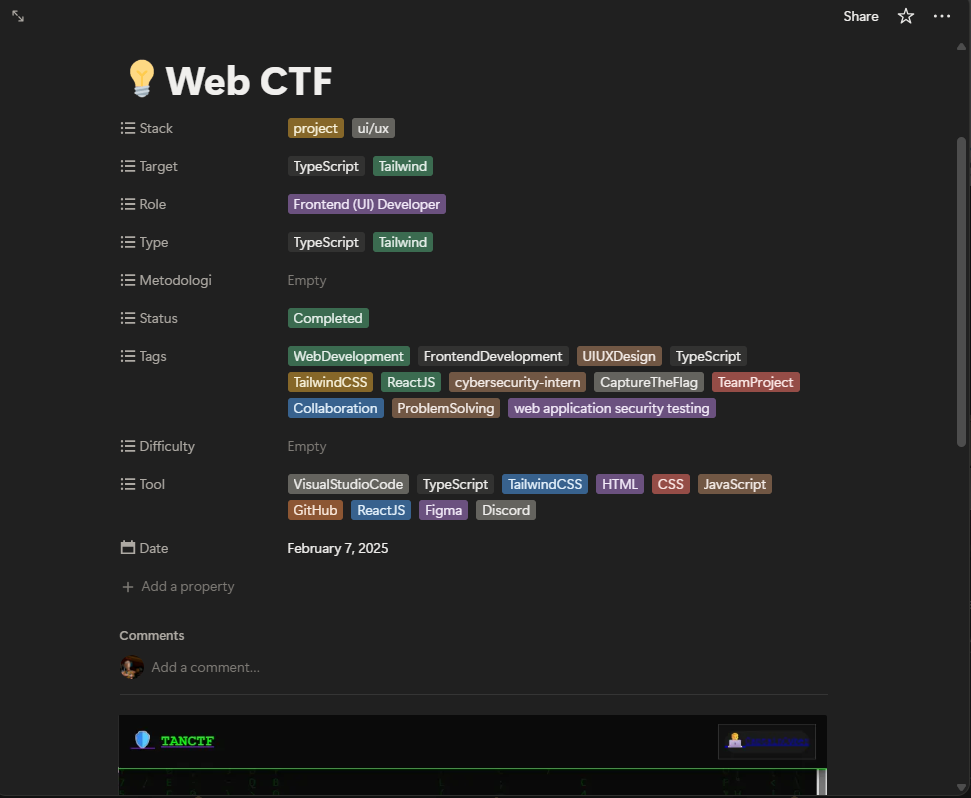 Share
Web CTF
Stack project ui/ux
Target TypeScript Tailwind
Role Frontend (UI) Developer
Type TypeScript Tailwind
Metodologi Empty
Status Completed
Tags WebDevelopment FrontendDevelopment UIUXDesign TypeScript
TailwindCSS ReactJS cybersecurity-intern CaptureTheFlag TeamProject
Collaboration ProblemSolving web application security testing
Difficulty Empty
Tool VisualStudioCode TypeScript TailwindCSS HTML CSS JavaScript
GitHub ReactJS Figma Discord
Date February 7, 2025
Add a property
Comments
Add a comment...
TANCTF